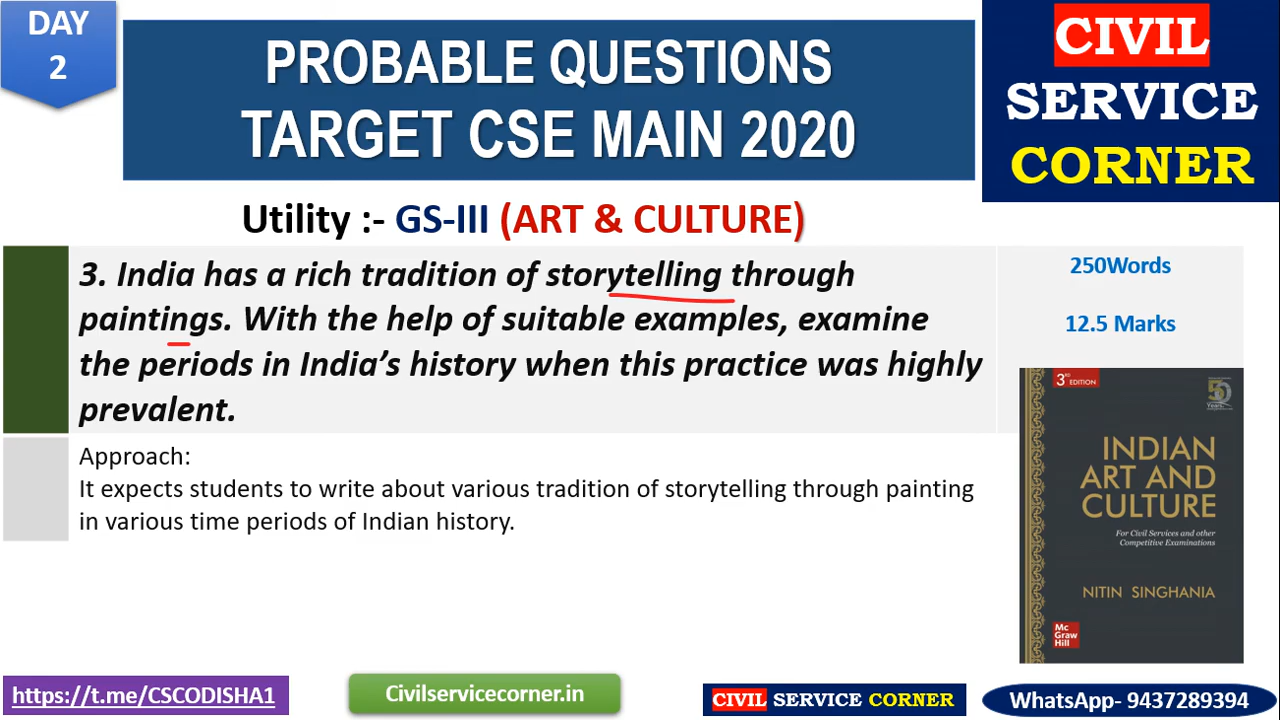 DAY
2
PROBABLE QUESTIONS
TARGET CSE MAIN 2020
CIVIL
SERVICE
CORNER
Utility :- GS-III (ART & CULTURE)
3. India has a rich tradition of storytelling through
paintings. With the help of suitable examples, examine
the periods in India’s history when this practice was highly
prevalent.
250Words
12.5 Marks
Approach:
It expects students to write about various tradition of storytelling through painting
in various time periods of Indian history.
3RD EDITION
50
Years
INDIAN
ART AND
CULTURE
For Civil Services and other
Competitive Examinations
NITIN SINGHANIA
Mc
Graw
Hill
https://t.me/CSCODISHA1
Civilservicecorner.in
CIVIL SERVICE CORNER
WhatsApp- 9437289394